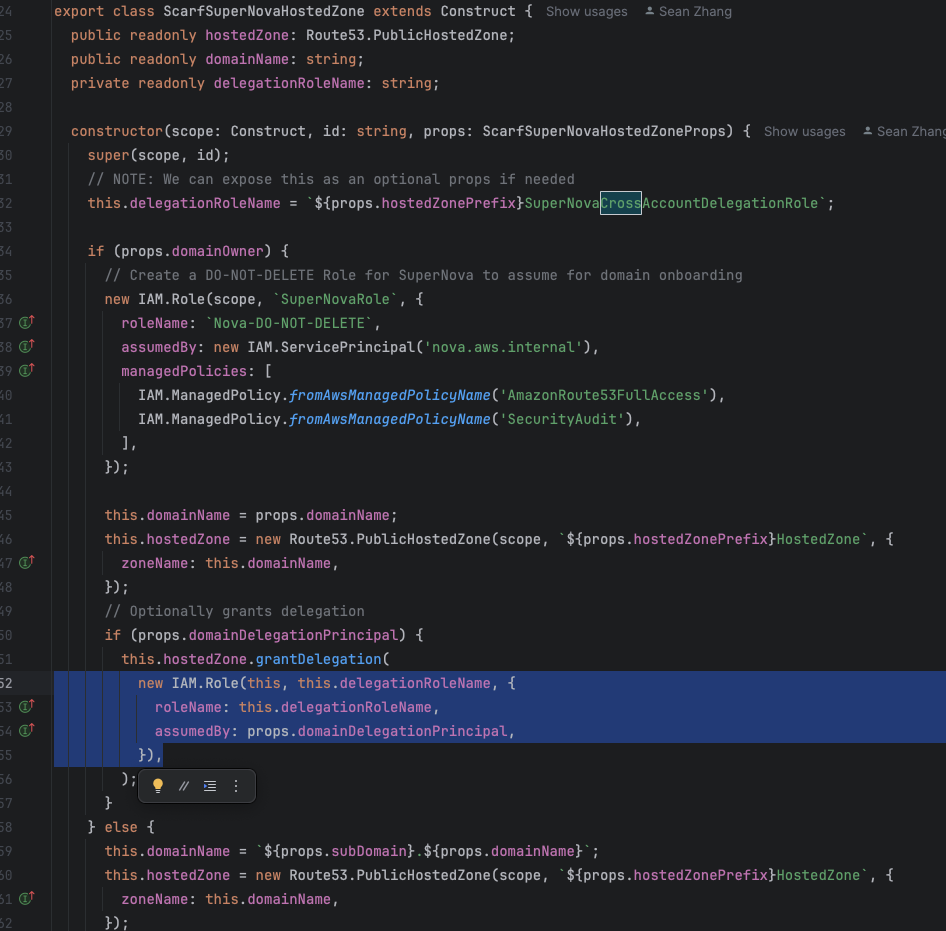 24 export class ScarfSuperNovaHostedZone extends Construct { Show usages Sean Zhang
25 public readonly hostedZone: Route53.PublicHostedZone;
26 public readonly domainName: string;
27 private readonly delegationRoleName: string;
28
29 constructor(scope: Construct, id: string, props: ScarfSuperNovaHostedZoneProps) { Show usages Sean Zhang
30 super(scope, id);
31 // NOTE: We can expose this as an optional props if needed
32 this.delegationRoleName = `${props.hostedZonePrefix}SuperNovaCrossAccountDelegationRole`;
33
34 if (props.domainOwner) {
35 // Create a DO-NOT-DELETE Role for SuperNova to assume for domain onboarding
36 new IAM.Role(scope, `SuperNovaRole`, {
37 roleName: `Nova-DO-NOT-DELETE`,
38 assumedBy: new IAM.ServicePrincipal('nova.aws.internal'),
39 managedPolicies: [
40 IAM.ManagedPolicy.fromAwsManagedPolicyName('AmazonRoute53FullAccess'),
41 IAM.ManagedPolicy.fromAwsManagedPolicyName('SecurityAudit'),
42 ],
43 });
44
45 this.domainName = props.domainName;
46 this.hostedZone = new Route53.PublicHostedZone(scope, `${props.hostedZonePrefix}HostedZone`, {
47 zoneName: this.domainName,
48 });
49 // Optionally grants delegation
50 if (props.domainDelegationPrincipal) {
51 this.hostedZone.grantDelegation(
52 new IAM.Role(this, this.delegationRoleName, {
53 roleName: this.delegationRoleName,
54 assumedBy: props.domainDelegationPrincipal,
55 }),
56 );
57 }
58 } else {
59 this.domainName = `${props.subDomain}.${props.domainName}`;
60 this.hostedZone = new Route53.PublicHostedZone(scope, `${props.hostedZonePrefix}HostedZone`, {
61 zoneName: this.domainName,
62 });